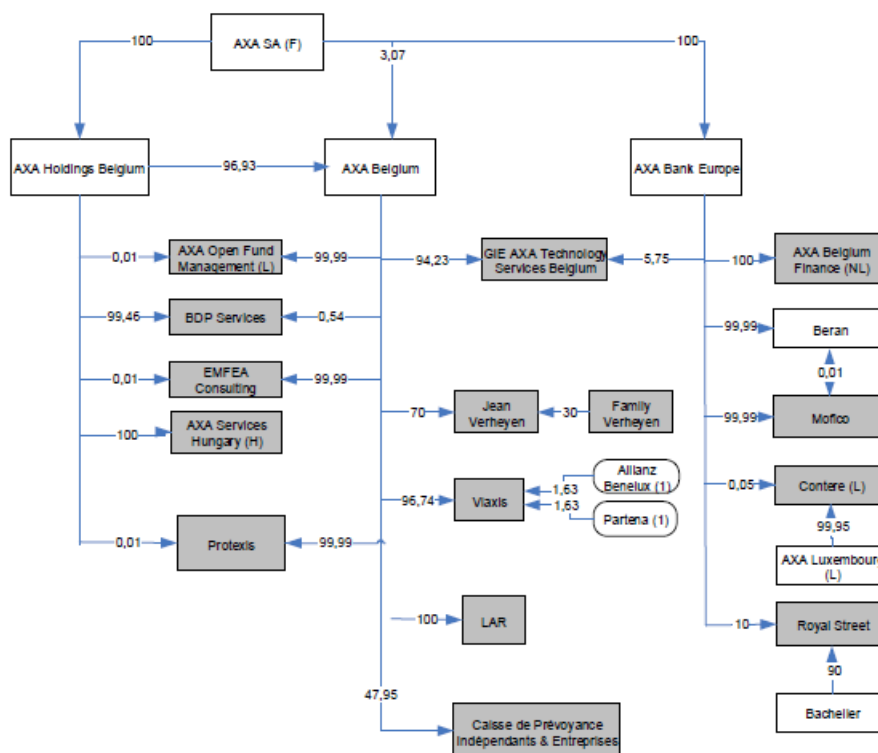 100
AXA SA (F)
3,07
100
AXA Holdings Belgium
96,93
AXA Belgium
AXA Bank Europe
0,01
AXA Open Fund
Management (L)
99,99
94,23
GIE AXA Technology
Services Belgium
5,75
100
AXA Belgium
Finance (NL)
99,46
BDP Services
0,54
99,99
Beran
0,01
0,01
EMFEA
Consulting
99,99
100
AXA Services
Hungary (H)
70
Jean
Verheyen
30
Family
Verheyen
99,99
Mofico
96,74
Viaxis
1,63
1,63
Allianz
Benelux (1)
Partena (1)
0,05
Contere (L)
99,95
AXA Luxembourg
(L)
0,01
Protexis
99,99
100
LAR
10
Royal Street
90
Bachelier
47,95
Caisse de Prévoyance
Indépendants & Entreprises